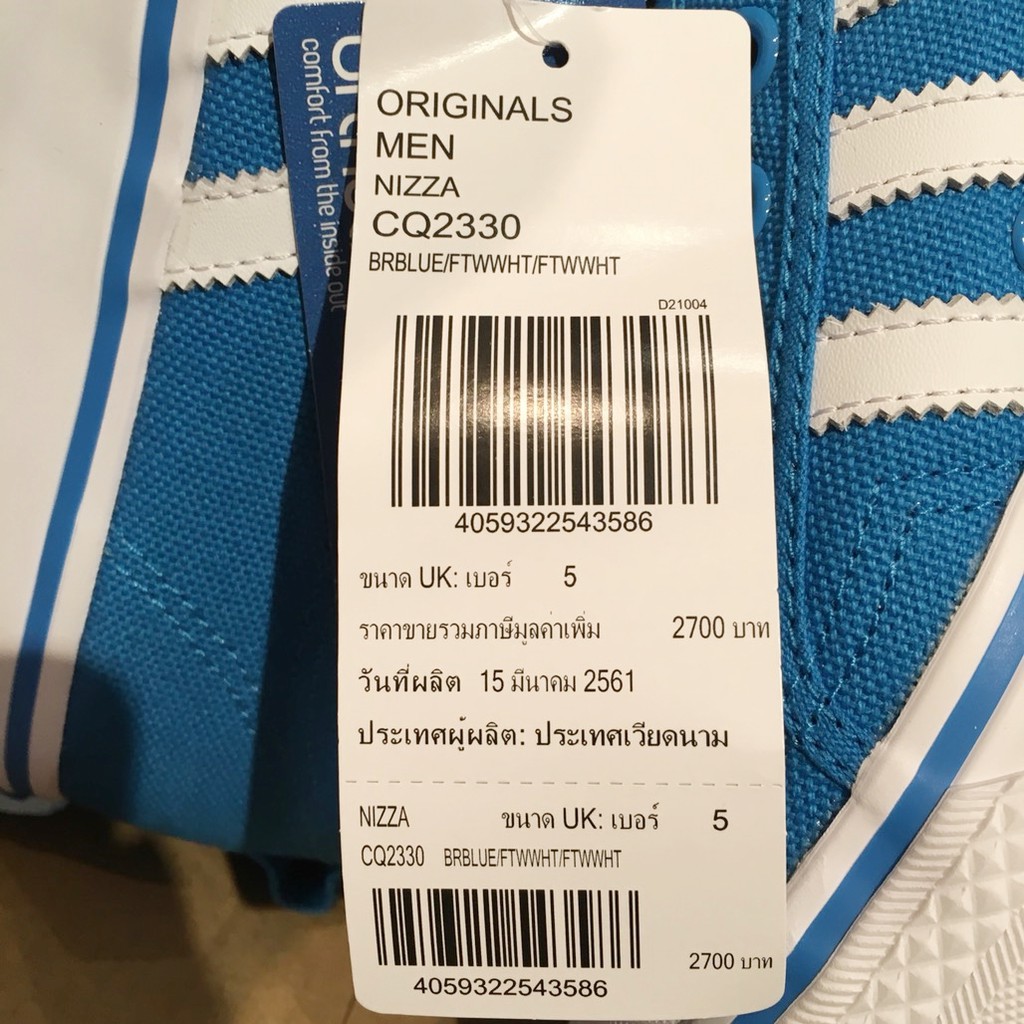 comfort from the inside out
ORIGINALS
MEN
NIZZA
CQ2330
BRBLUE/FTWWHT/FTWWHT
D21004
4059322543586
ขนาด UK: เบอร์ 5
ราคาขายรวมภาษีมูลค่าเพิ่ม 2700 บาท
วันที่ผลิต 15 มีนาคม 2561
ประเทศผู้ผลิต: ประเทศเวียดนาม
NIZZA ขนาด UK: เบอร์ 5
CQ2330 BRBLUE/FTWWHT/FTWWHT
2700 บาท
4059322543586